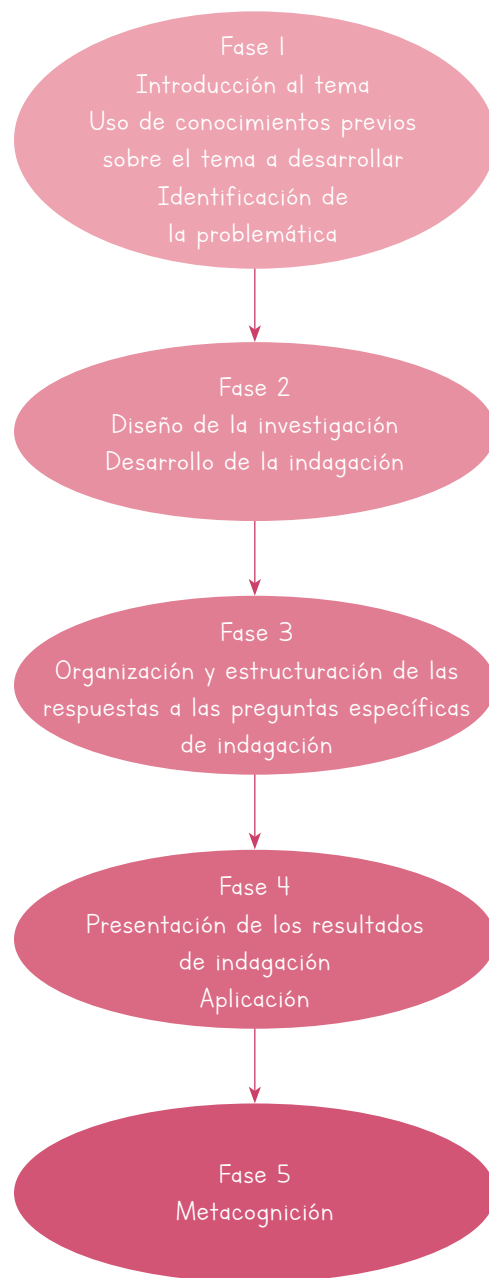 Fase 1
Introducción al tema
Uso de conocimientos previos
sobre el tema a desarrollar
Identificación de
la problemática
Fase 2
Diseño de la investigación
Desarrollo de la indagación
Fase 3
Organización y estructuración de las
respuestas a las preguntas específicas
de indagación
Fase 4
Presentación de los resultados
de indagación
Aplicación
Fase 5
Metacognición